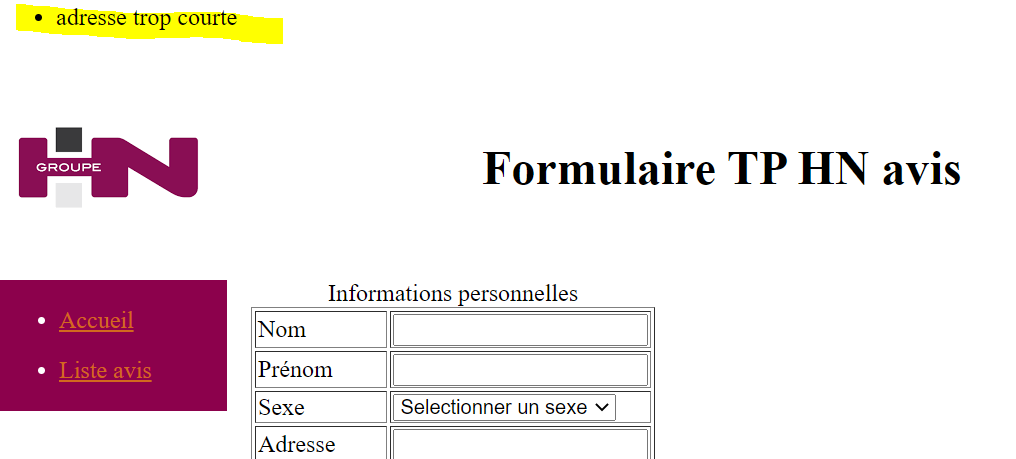 adresse trop courte
GROUPE
HN
Formulaire TP HN avis
Accueil
Liste avis
Informations personnelles
Nom
Prénom
Sexe Selectionner un sexe
Adresse